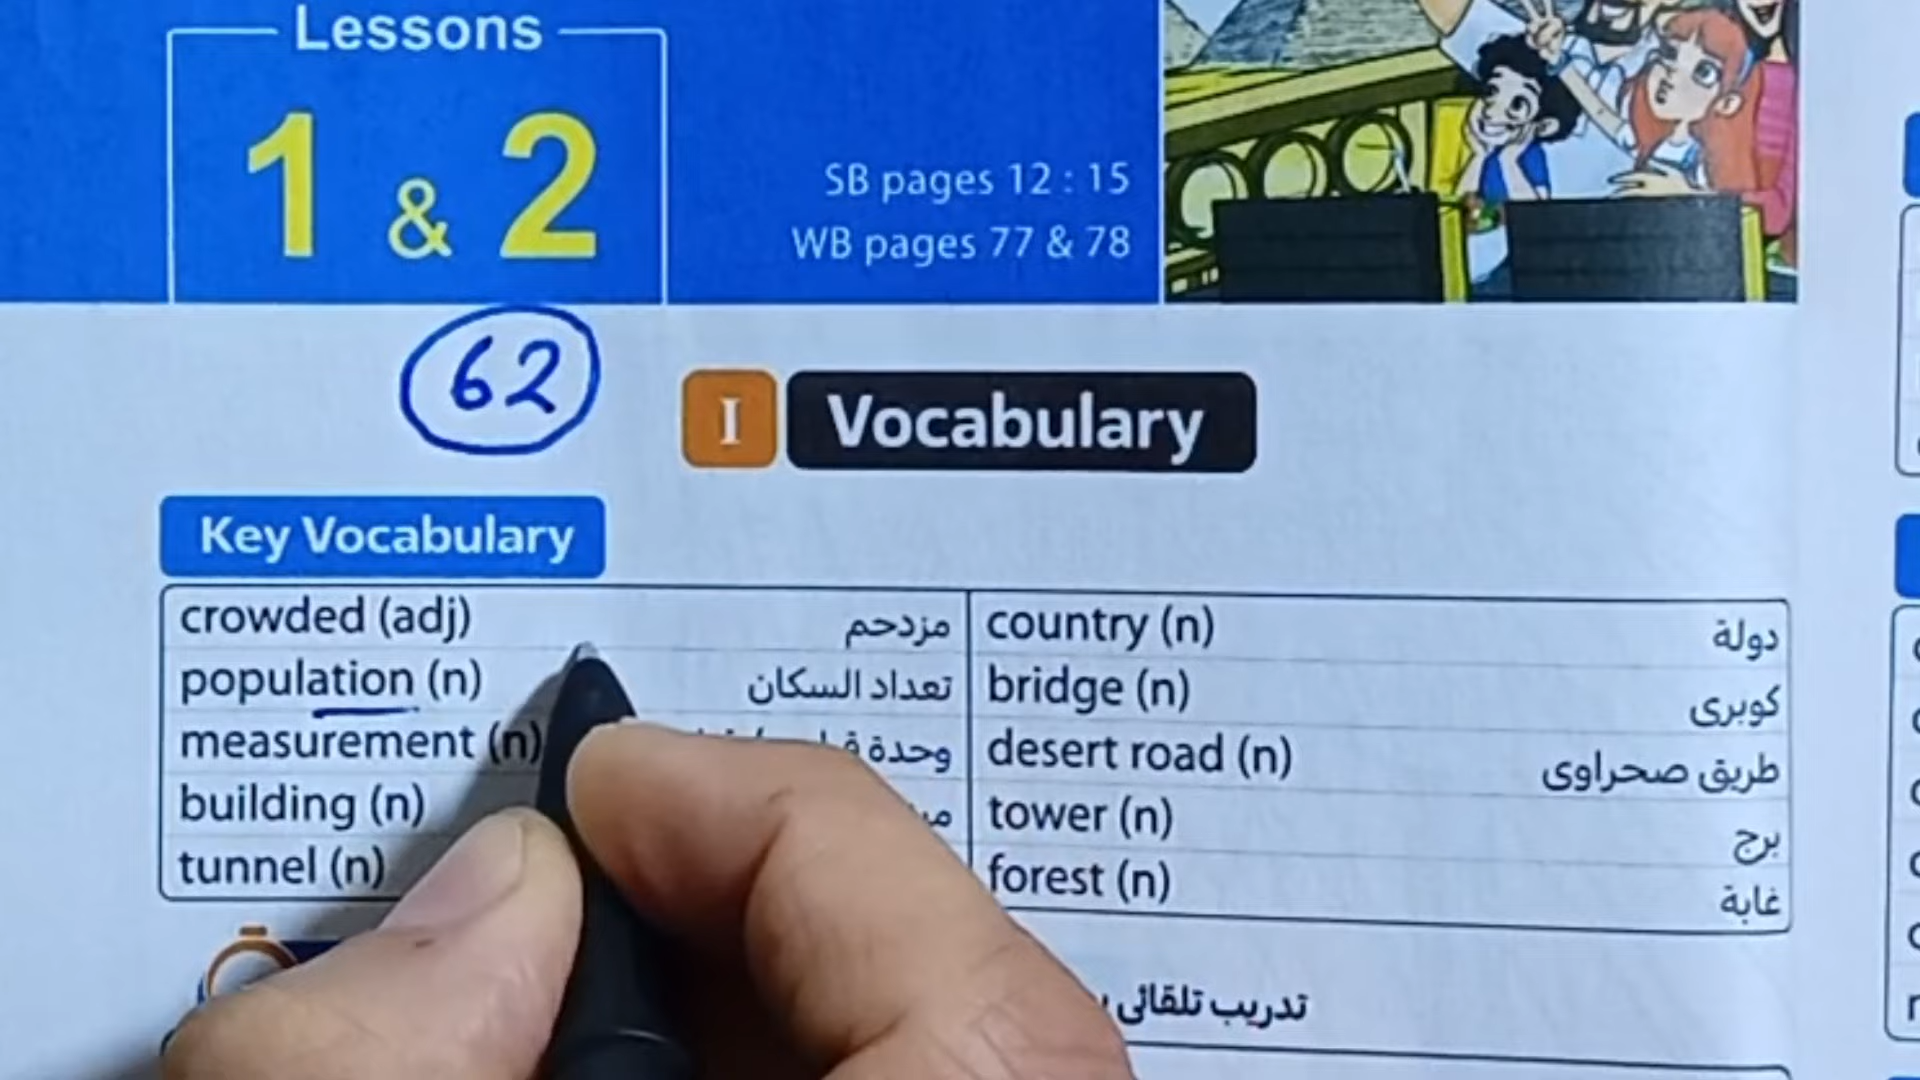 Lessons
1 & 2
SB pages 12 : 15
WB pages 77 & 78
62
I Vocabulary
Key Vocabulary
crowded (adj) مزدحم
country (n) دولة
population (n) تعداد السكان
bridge (n) كوبرى
measurement (n) وحدة
desert road (n) طريق صحراوى
building (n)
tower (n) برج
tunnel (n)
forest (n) غابة
تدريب تلقائى